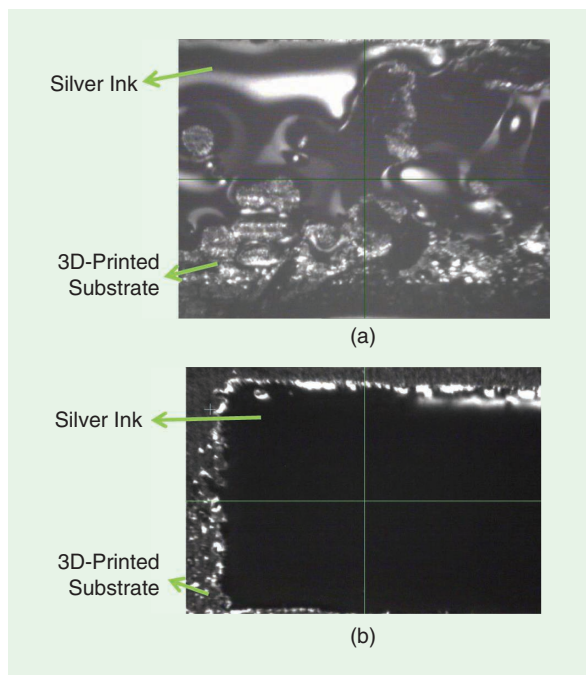 Silver Ink
3D-Printed
Substrate
(a)
Silver Ink
3D-Printed
Substrate
(b)